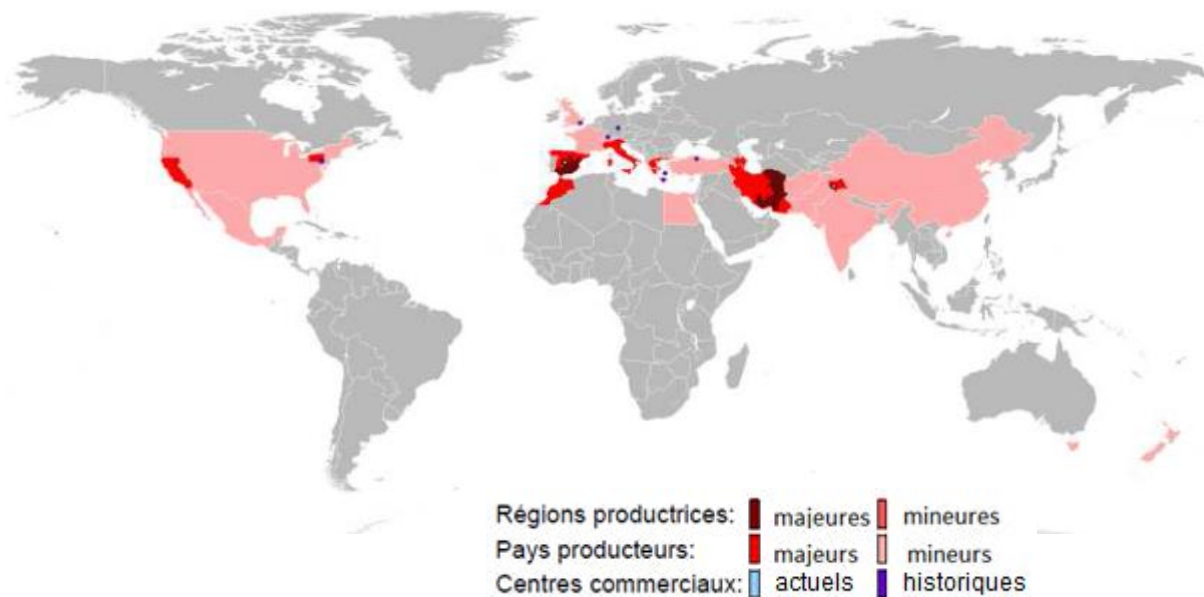 Régions productrices: majeures mineures
Pays producteurs: majeurs mineurs
Centres commerciaux: actuels historiques